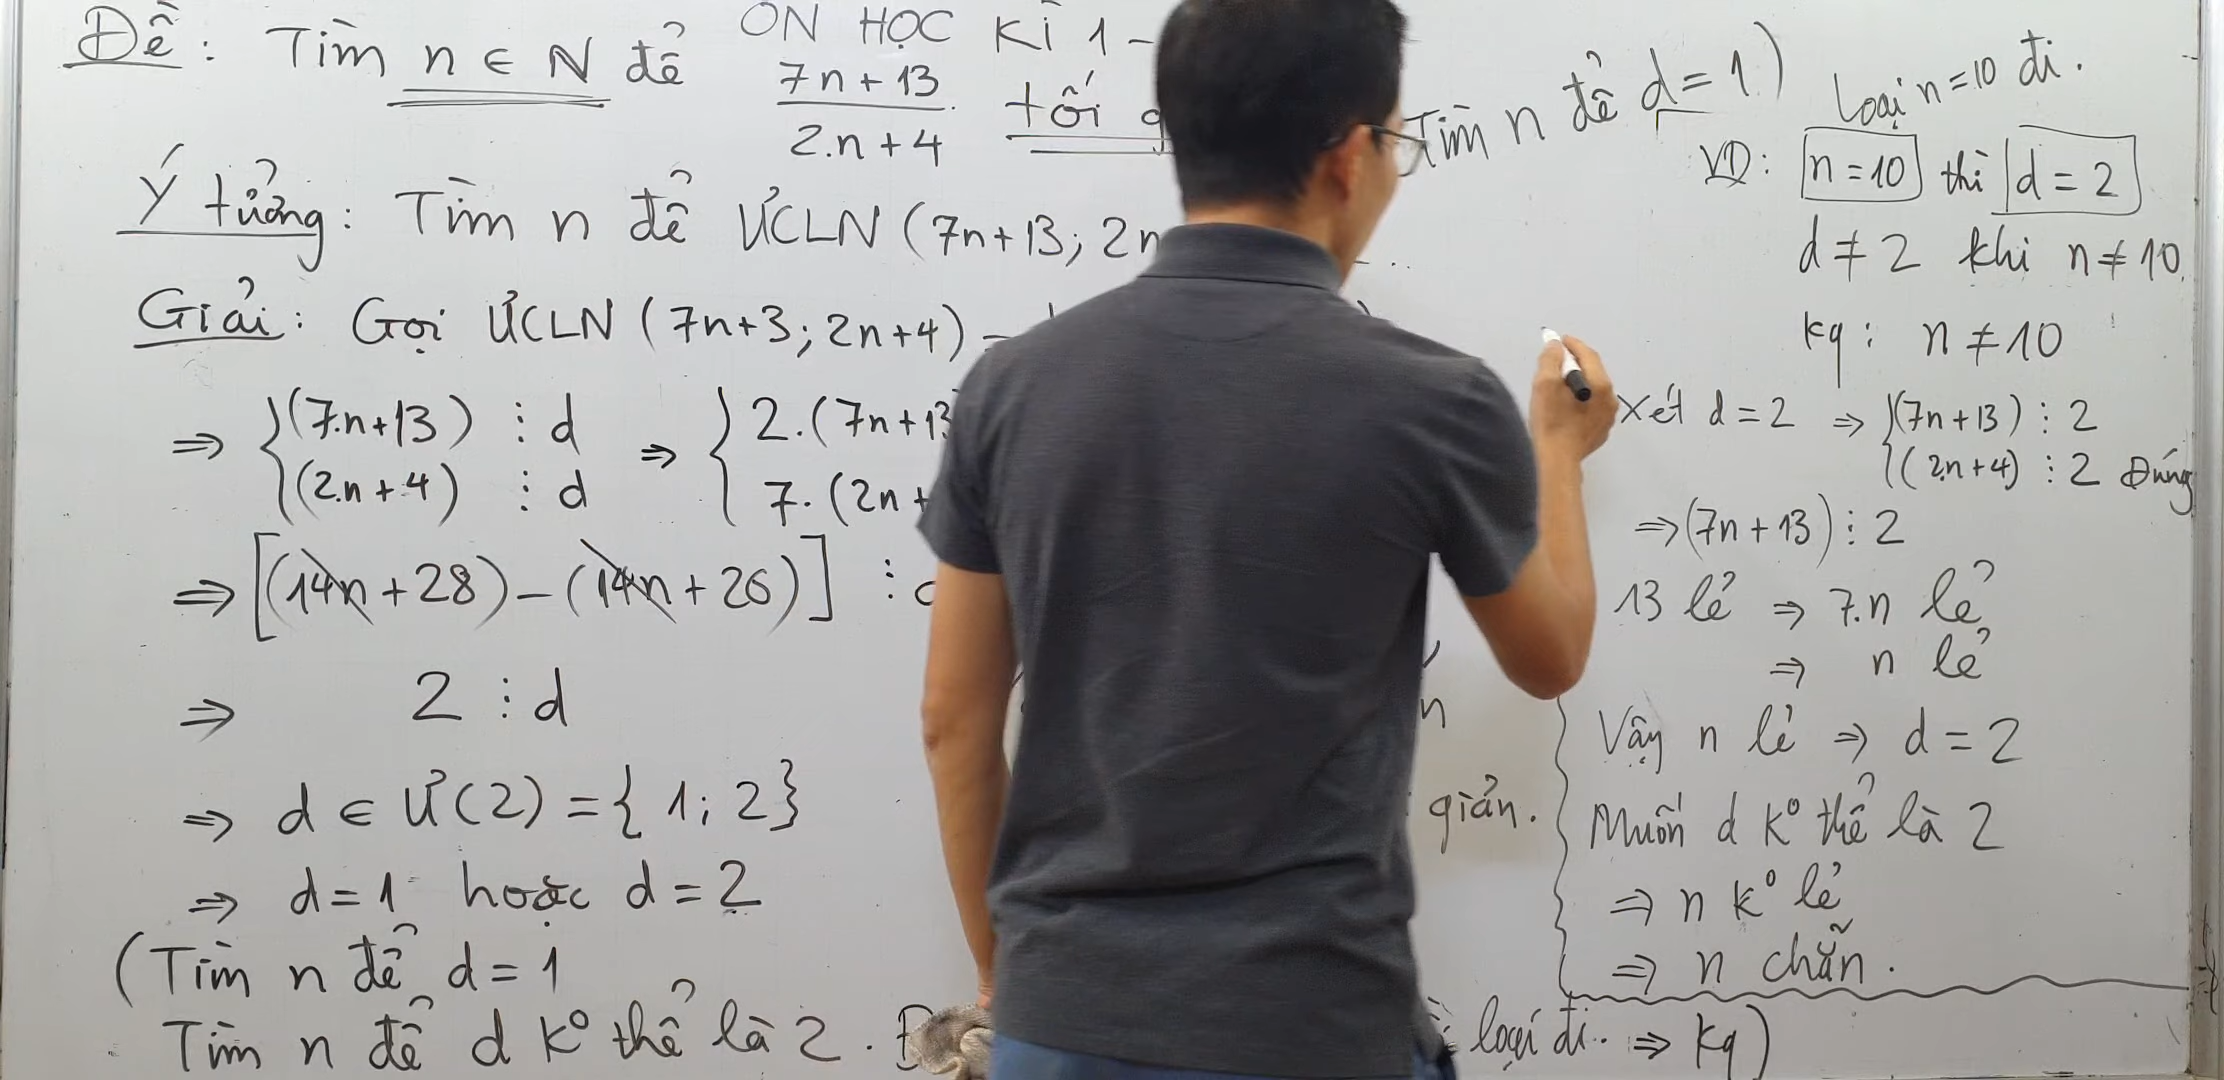 ÔN HỌC KÌ 1 -
Đề: Tìm n ∈ N để 7n + 13 / 2.n + 4 tối
Ý tưởng: Tìm n để ƯCLN (7n+13; 2n
Giải: Gọi ƯCLN (7n+3; 2n+4) =
⇒ { (7.n+13) ⋮ d ⇒ { 2.(7n+13
(2.n + 4) ⋮ d 7. (2n +
⇒ [(14n + 28) – (14n + 26)] ⋮
⇒ 2 ⋮ d
⇒ d ∈ Ư(2) = { 1; 2 }
⇒ d = 1 hoặc d = 2
(Tìm n để d = 1
Tìm n để d kº thể là 2.
Tìm n để d = 1)
n
giản.
loại đi. ⇒ kq)
Loại n = 10 đi.
VD: n = 10 thì d = 2
d ≠ 2 khi n ≠ 10
kq: n ≠ 10
Xét d = 2 ⇒ { (7n + 13) ⋮ 2
(2n + 4) ⋮ 2 Đúng
⇒ (7n + 13) ⋮ 2
13 lẻ ⇒ 7.n lẻ
⇒ n lẻ
Vậy n lẻ ⇒ d = 2
Muốn d kº thể là 2
⇒ n kº lẻ
⇒ n chẵn.